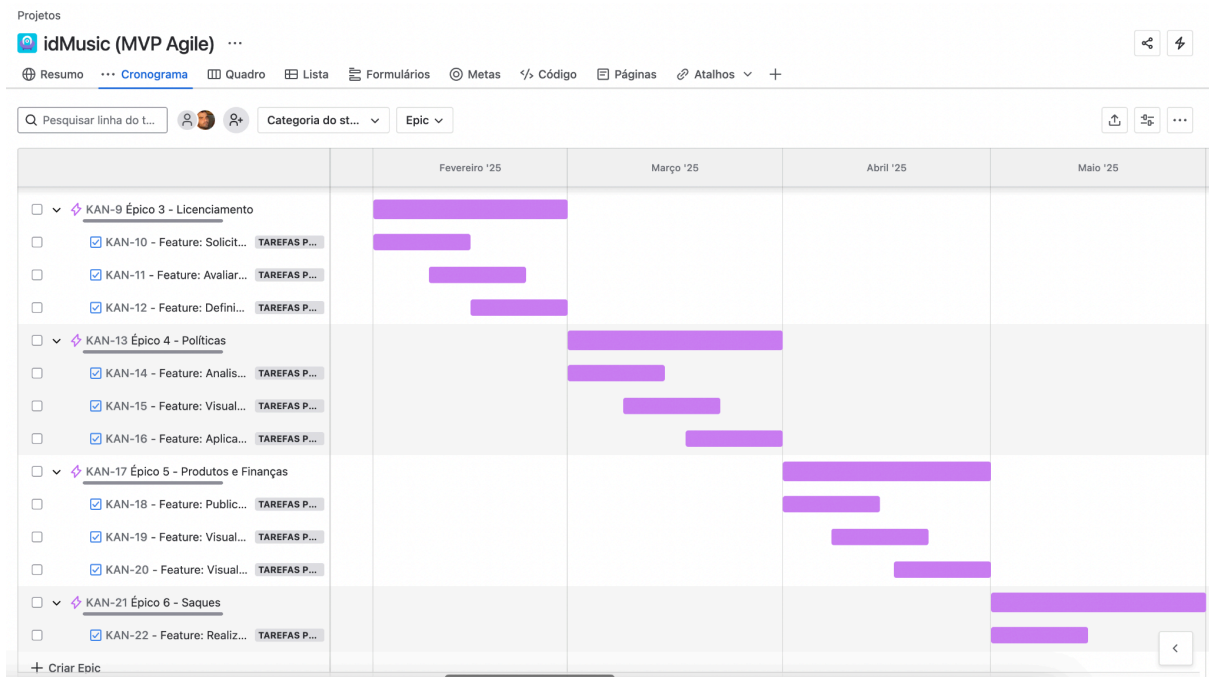 Projetos
idMusic (MVP Agile) ...
Resumo ... Cronograma Quadro Lista Formulários Metas Código Páginas Atalhos
Pesquisar linha do t... Categoria do st... Epic
Fevereiro '25 Março '25 Abril '25 Maio '25
KAN-9 Épico 3 - Licenciamento
KAN-10 - Feature: Solicit... TAREFAS P...
KAN-11 - Feature: Avaliar... TAREFAS P...
KAN-12 - Feature: Defini... TAREFAS P...
KAN-13 Épico 4 - Políticas
KAN-14 - Feature: Analis... TAREFAS P...
KAN-15 - Feature: Visual... TAREFAS P...
KAN-16 - Feature: Aplica... TAREFAS P...
KAN-17 Épico 5 - Produtos e Finanças
KAN-18 - Feature: Public... TAREFAS P...
KAN-19 - Feature: Visual... TAREFAS P...
KAN-20 - Feature: Visual... TAREFAS P...
KAN-21 Épico 6 - Saques
KAN-22 - Feature: Realiz... TAREFAS P...
+ Criar Epic